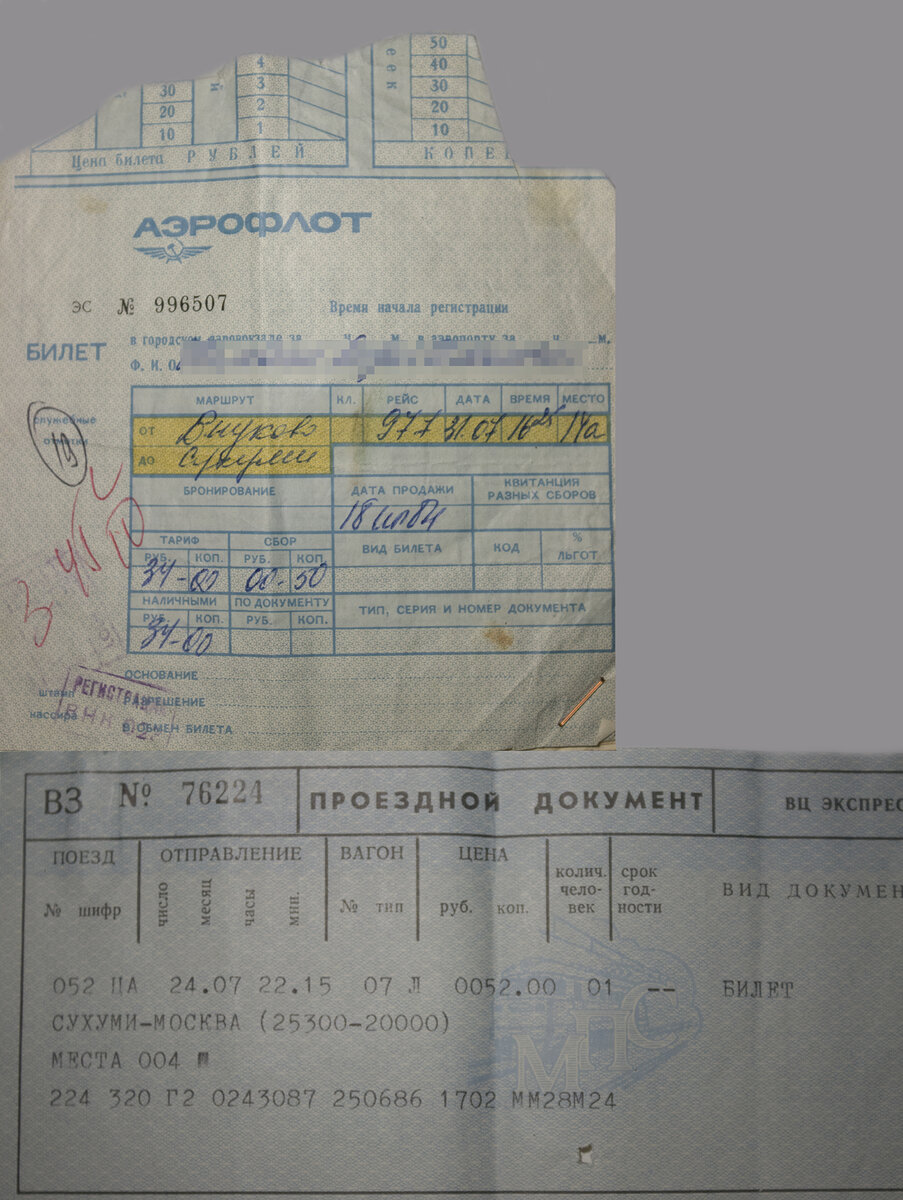 50
40
4 30
30 3 20
20 2
10 1 10
Цена билета РУБЛЕЙ КОПЕ
АЭРОФЛОТ
ЭС № 996507 Время начала регистрации
в городском аэровокзале за ч. м. в аэропорту за ч. м.
БИЛЕТ
Ф. И. О.
МАРШРУТ КЛ. РЕЙС ДАТА ВРЕМЯ МЕСТО
служебные отметки
19
ОТ Внуково 977 31.07 16 25 14а
ДО Сухуми
БРОНИРОВАНИЕ ДАТА ПРОДАЖИ КВИТАНЦИЯ РАЗНЫХ СБОРОВ
18
ТАРИФ СБОР ВИД БИЛЕТА КОД % ЛЬГОТ
РУБ. КОП. РУБ. КОП.
34-00 00-50
НАЛИЧНЫМИ ПО ДОКУМЕНТУ ТИП, СЕРИЯ И НОМЕР ДОКУМЕНТА
РУБ. КОП. РУБ. КОП.
34-00
ОСНОВАНИЕ
штамп РАЗРЕШЕНИЕ
кассира В ОБМЕН БИЛЕТА
ВЗ № 76224 ПРОЕЗДНОЙ ДОКУМЕНТ ВЦ ЭКСПРЕС
ПОЕЗД ОТПРАВЛЕНИЕ ВАГОН ЦЕНА колич. чело- век срок год- ности ВИД ДОКУМЕН
№ шифр число месяц часы мин. № тип руб. коп.
052 ЦА 24.07 22.15 07 Л 0052.00 01 -- БИЛЕТ
СУХУМИ-МОСКВА (25300-20000)
МПС
МЕСТА 004
224 320 Г2 0243087 250686 1702 ММ28М24